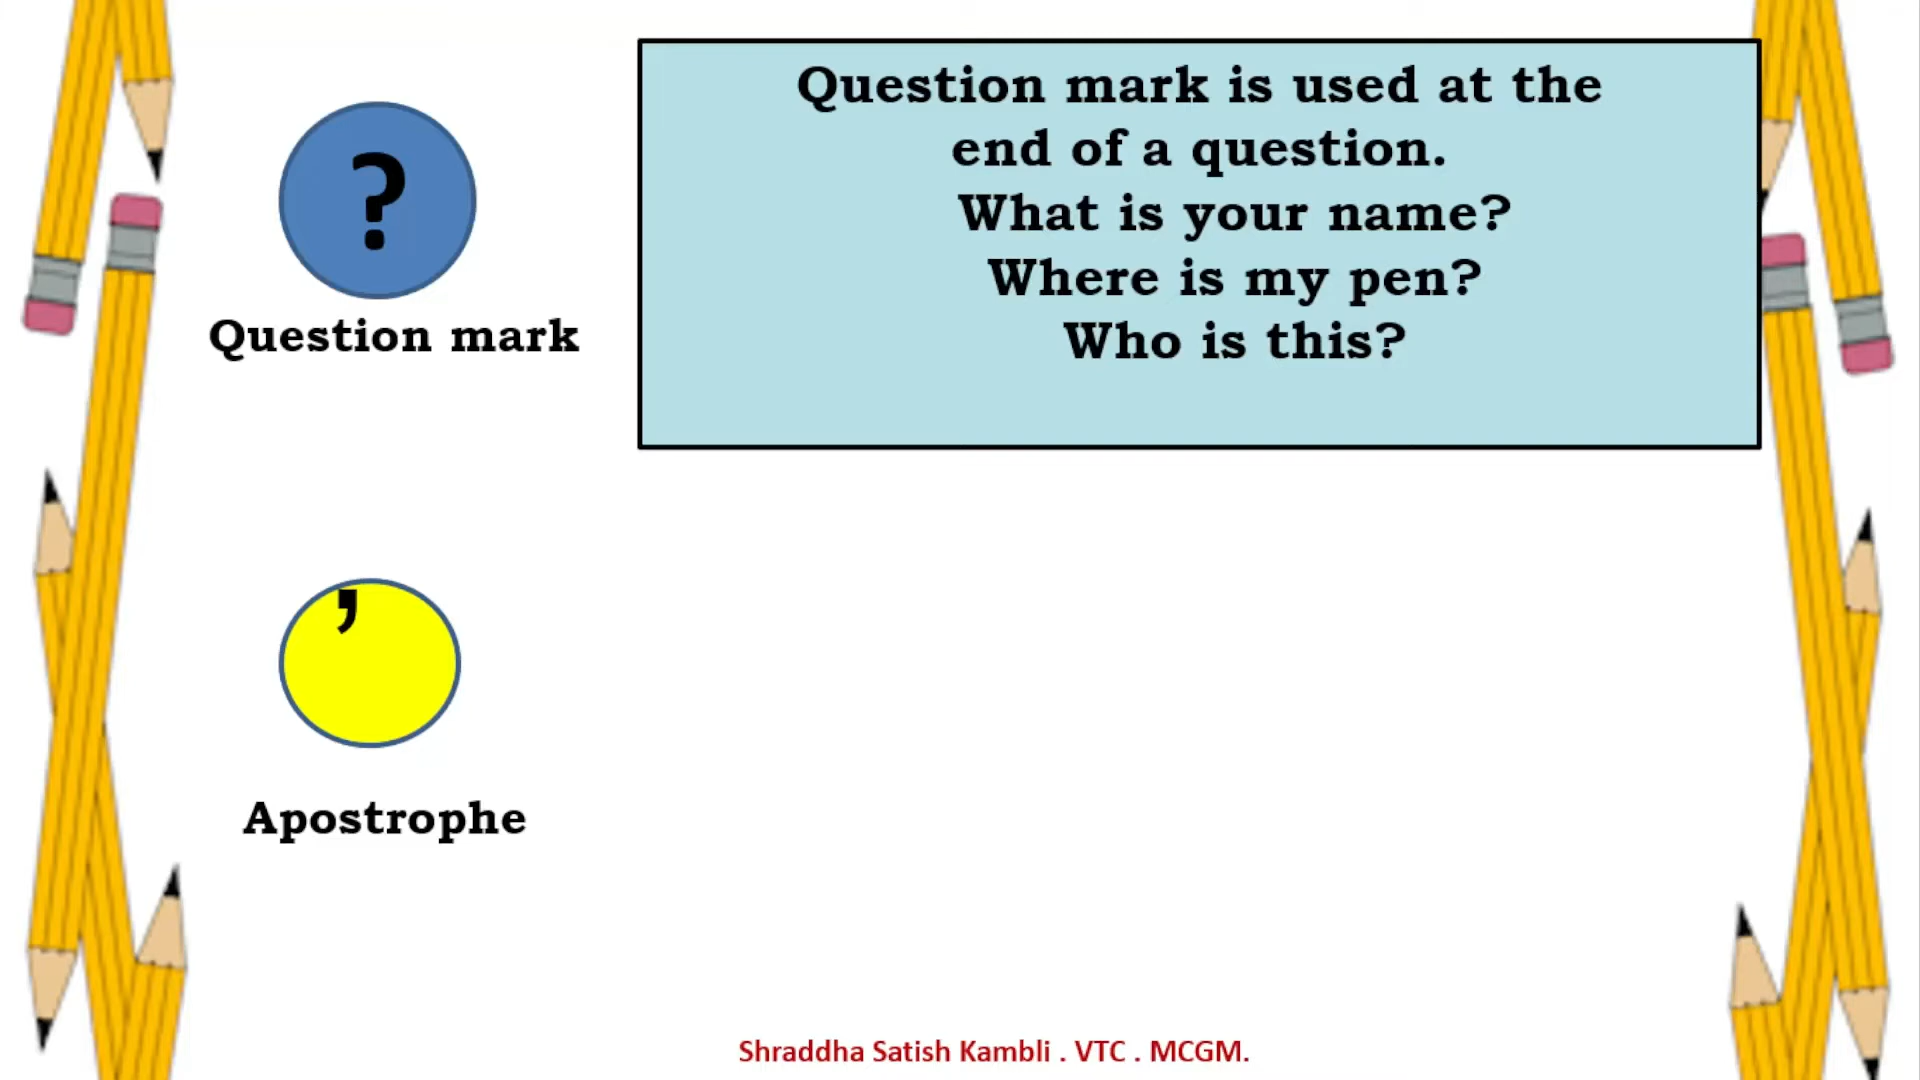 ?
Question mark
Question mark is used at the
end of a question.
What is your name?
Where is my pen?
Who is this?
’
Apostrophe
Shraddha Satish Kambli . VTC . MCGM.